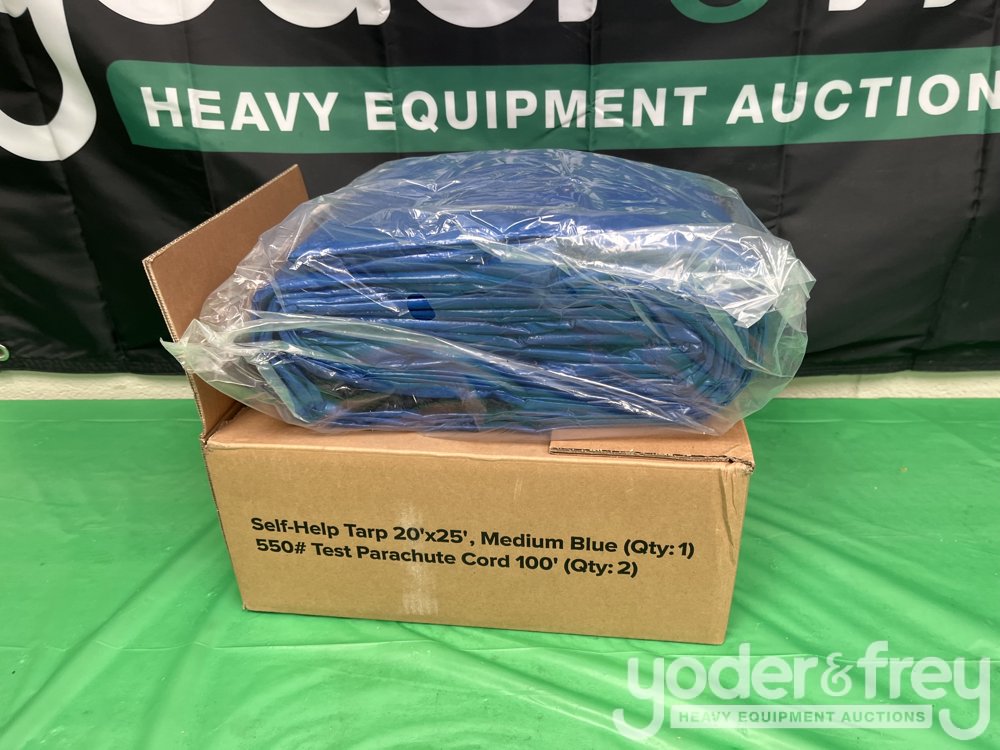 HEAVY EQUIPMENT AUCTION
Self-Help Tarp 20'x25', Medium Blue (Qty: 1)
550# Test Parachute Cord 100' (Qty: 2)
yoder&frey
HEAVY EQUIPMENT AUCTIONS